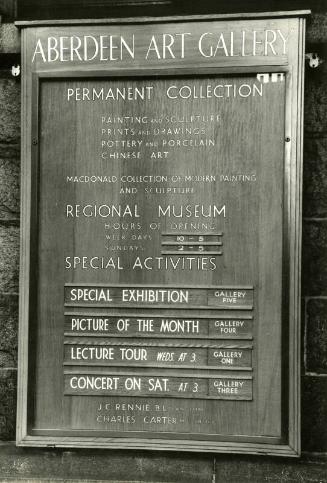 ABERDEEN ART GALLERY
PERMANENT COLLECTION
PAINTING AND SCULPTURE
PRINTS AND DRAWINGS
POTTERY AND PORCELAIN
CHINESE ART
MACDONALD COLLECTION OF MODERN PAINTING
AND SCULPTURE
REGIONAL MUSEUM
HOURS OF OPENING
WEEK DAYS 10 - 5
SUNDAYS 2 - 5
SPECIAL ACTIVITIES
SPECIAL EXHIBITION GALLERY FIVE
PICTURE OF THE MONTH GALLERY FOUR
LECTURE TOUR WEDS. AT 3. GALLERY ONE
CONCERT ON SAT. AT 3. GALLERY THREE
J. C. RENNIE B.L.
CHARLES CARTER